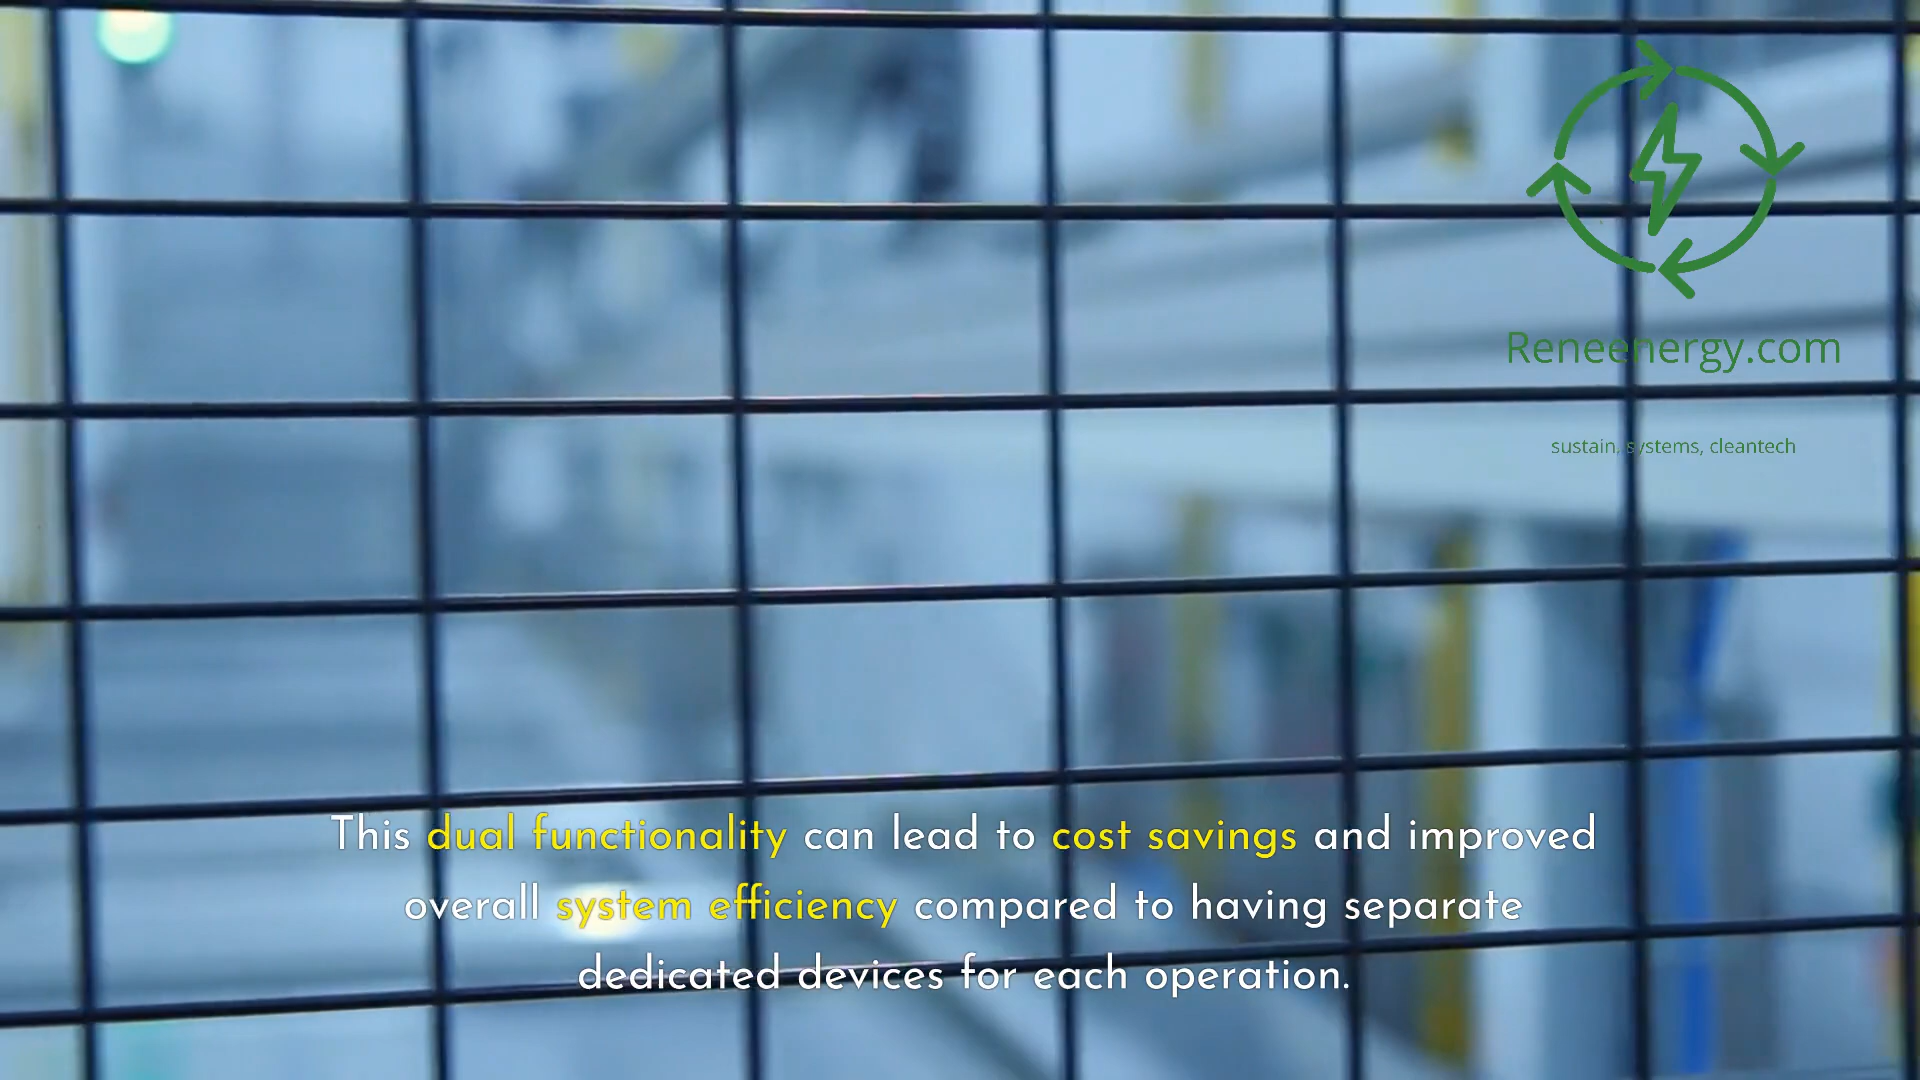 Reneenergy.com
sustain, systems, cleantech
This dual functionality can lead to cost savings and improved
overall system efficiency compared to having separate
dedicated devices for each operation.